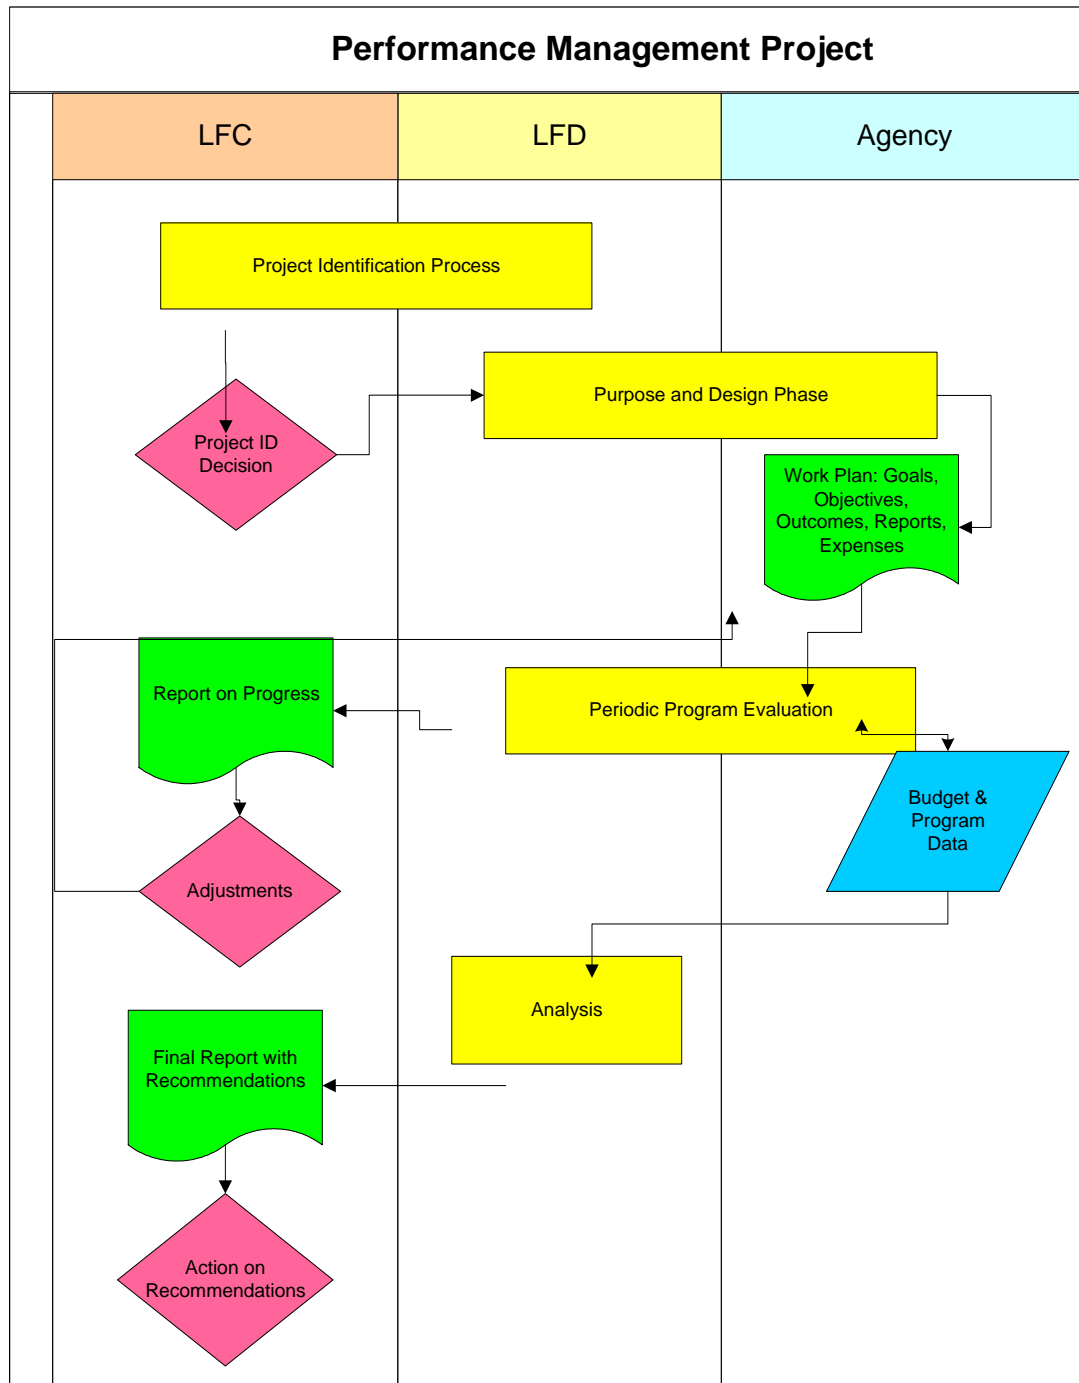 Performance Management Project
LFC
LFD
Agency
Project Identification Process
Purpose and Design Phase
Project ID
Decision
Work Plan: Goals,
Objectives,
Outcomes, Reports,
Expenses
Report on Progress
Periodic Program Evaluation
Budget &
Program
Data
Adjustments
Analysis
Final Report with
Recommendations
Action on
Recommendations